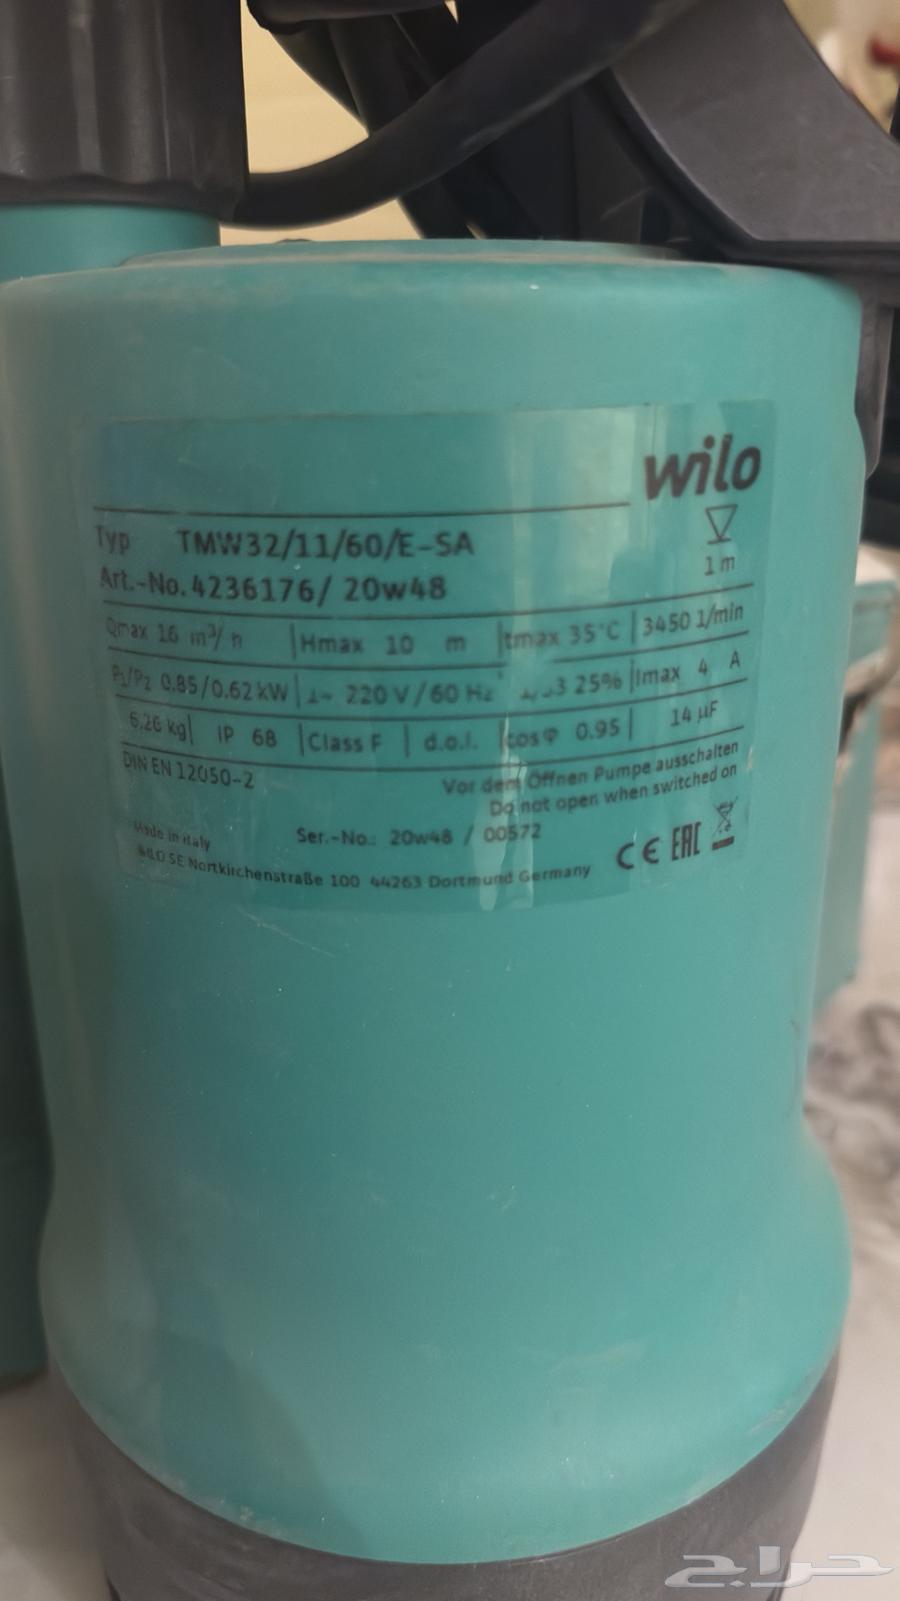 wilo
Typ TMW32/11/60/E-SA
1 m
Art.-No. 4236176/ 20w48
Qmax 16 m³/h Hmax 10 m tmax 35°C 3450 1/min
P1/P2 0.85/0.62 kW 1~ 220 V/60 Hz S3 25% Imax 4 A
6,26 kg IP 68 Class F d.o.l. cosφ 0.95 14 µF
DIN EN 12050-2
Vor dem Öffnen Pumpe ausschalten
Do not open when switched on
Made in Italy
Ser.-No.: 20w48 / 00572
WILO SE Nortkirchenstraße 100 44263 Dortmund Germany
CE EAC
حراج